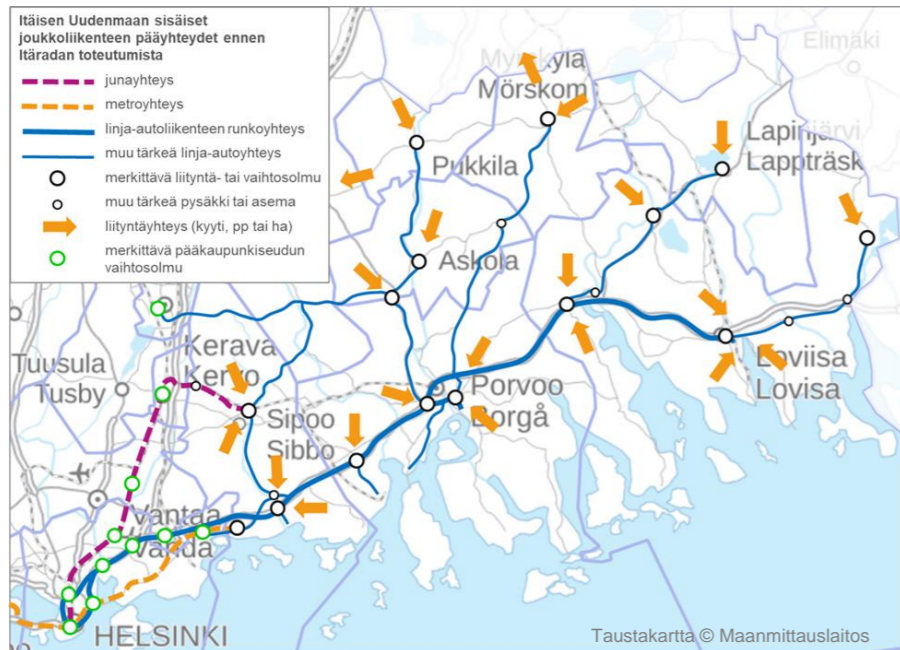 Itäisen Uudenmaan sisäiset
joukkoliikenteen pääyhteydet ennen
Itäradan toteutumista
junayhteys
metroyhteys
linja-autoliikenteen runkoyhteys
muu tärkeä linja-autoyhteys
merkittävä liityntä- tai vaihtosolmu
muu tärkeä pysäkki tai asema
liityntäyhteys (kyyti, pp tai ha)
merkittävä pääkaupunkiseudun
vaihtosolmu
Elimäki
Mörskom
Lapinjärvi
Lappträsk
Pukkila
Askola
Kerava
Kervo
Tuusula
Tusby
Sipoo
Sibbo
Porvoo
Borgå
Loviisa
Lovisa
Vantaa
Vanda
HELSINKI
Taustakartta © Maanmittauslaitos